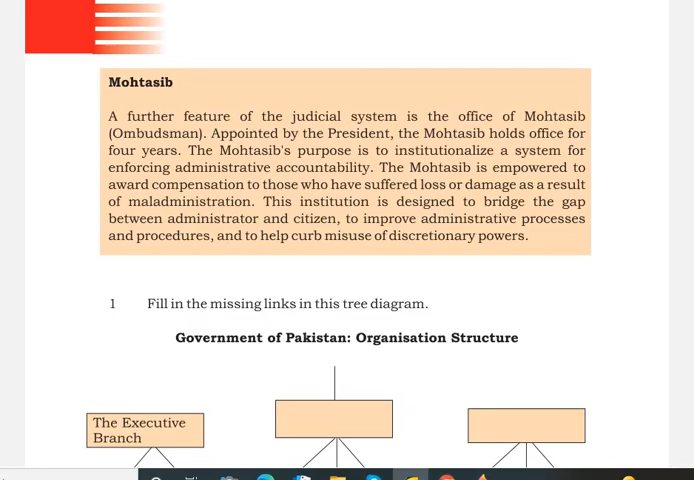 Mohtasib
A further feature of the judicial system is the office of Mohtasib
(Ombudsman). Appointed by the President, the Mohtasib holds office for
four years. The Mohtasib's purpose is to institutionalize a system for
enforcing administrative accountability. The Mohtasib is empowered to
award compensation to those who have suffered loss or damage as a result
of maladministration. This institution is designed to bridge the gap
between administrator and citizen, to improve administrative processes
and procedures, and to help curb misuse of discretionary powers.
1 Fill in the missing links in this tree diagram.
Government of Pakistan: Organisation Structure
The Executive
Branch